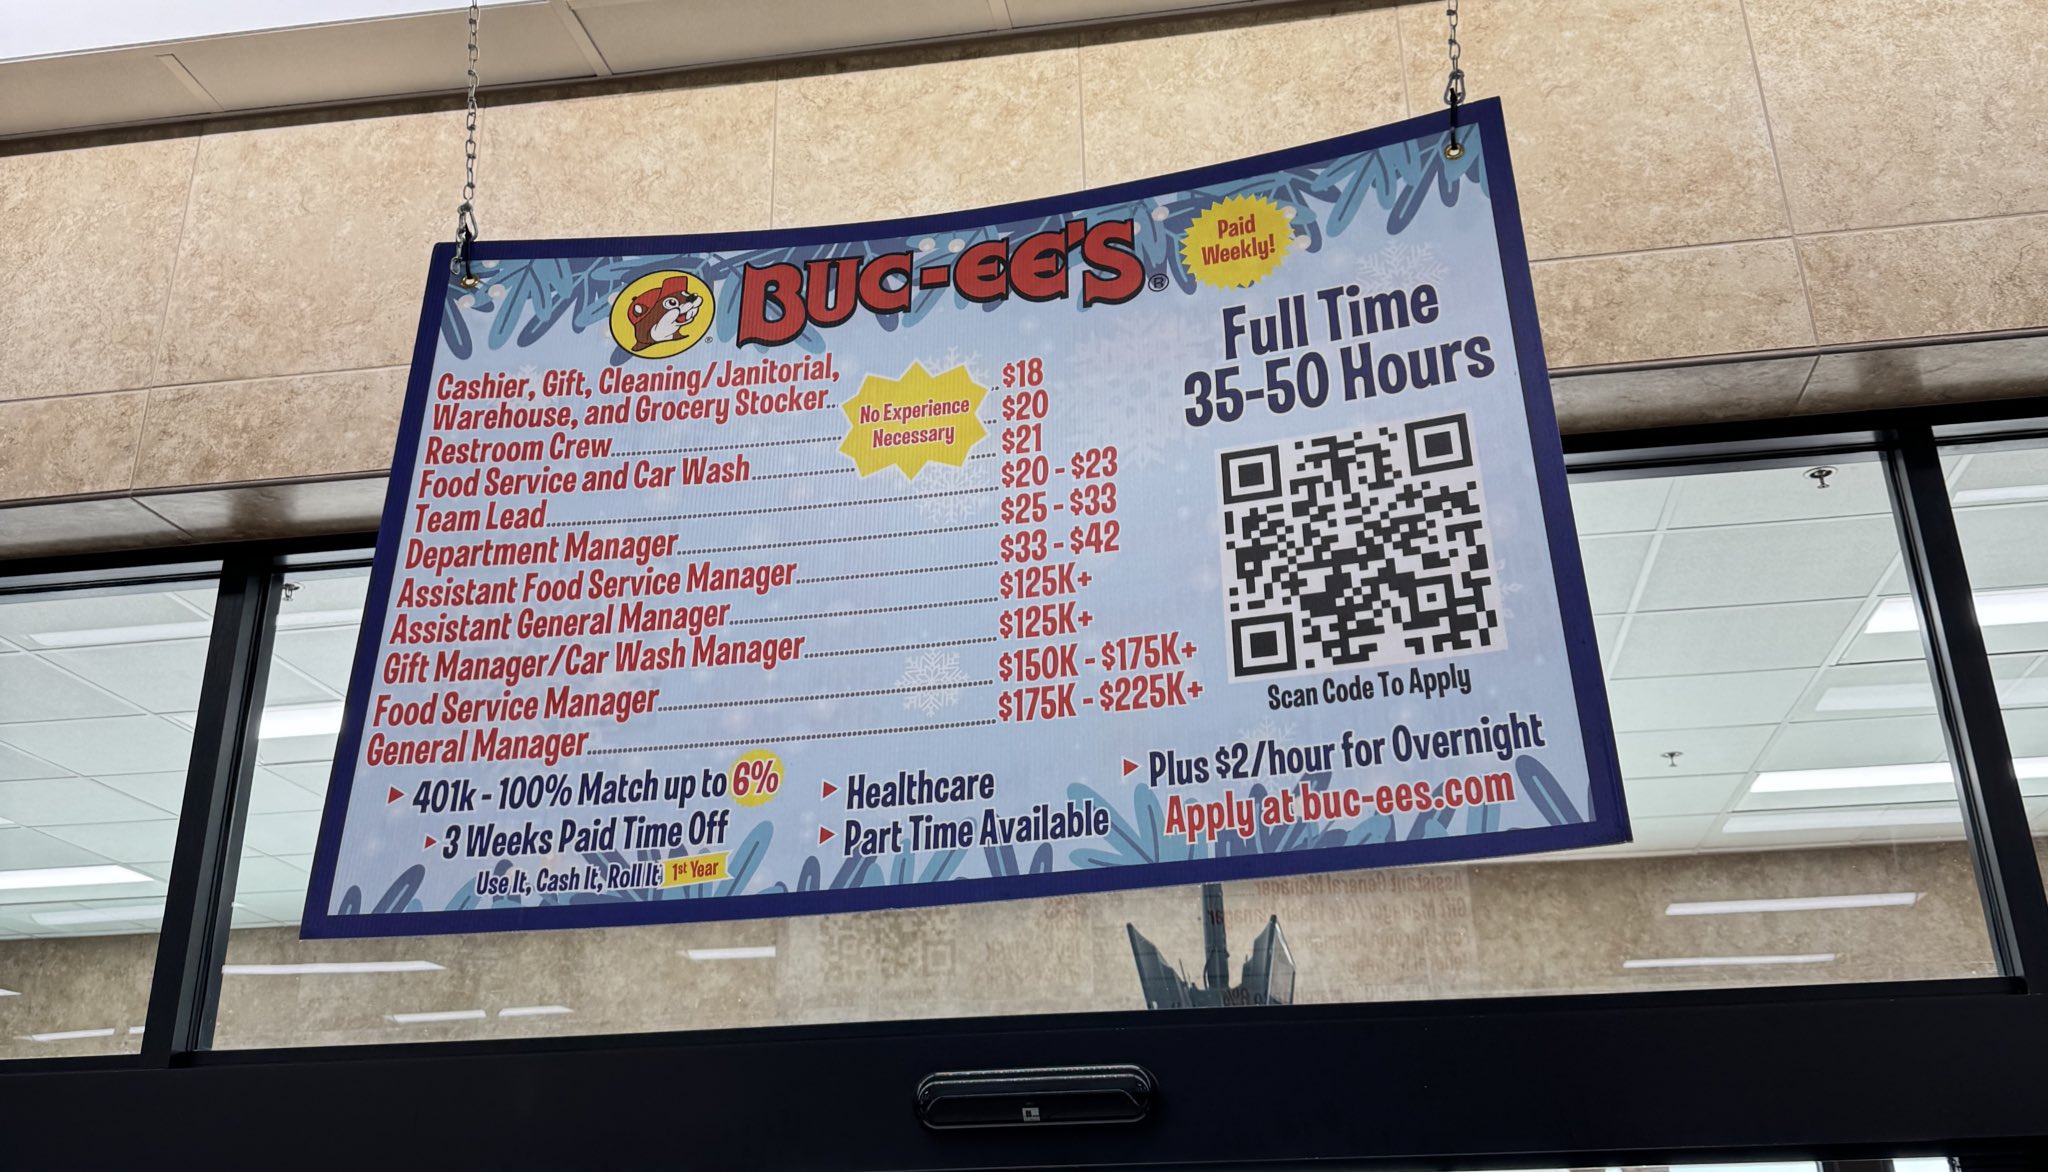 BUC-EE'S®
Paid
Weekly!
Cashier, Gift, Cleaning/Janitorial,
Warehouse, and Grocery Stocker.. $18
Restroom Crew.......... $20
Food Service and Car Wash.......... $21
No Experience
Necessary
Team Lead.......... $20 - $23
Department Manager.......... $25 - $33
Assistant Food Service Manager.......... $33 - $42
Assistant General Manager.......... $125K+
Gift Manager/Car Wash Manager.......... $125K+
Food Service Manager.......... $150K - $175K+
General Manager.......... $175K - $225K+
Full Time
35-50 Hours
Scan Code To Apply
401k - 100% Match up to 6%
3 Weeks Paid Time Off
Use It, Cash It, Roll It 1st Year
Healthcare
Part Time Available
Plus $2/hour for Overnight
Apply at buc-ees.com